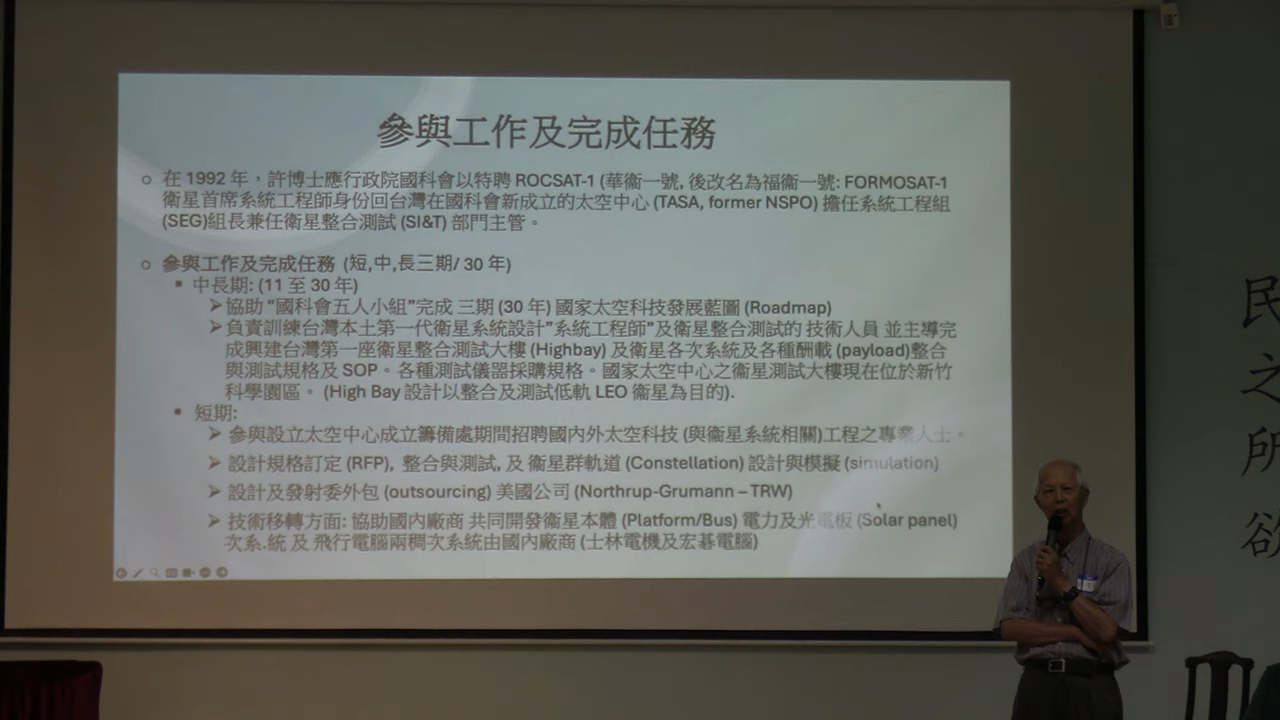 參與工作及完成任務
○ 在 1992 年，許博士應行政院國科會以特聘 ROCSAT-1 (華衞一號, 後改名為福衞一號: FORMOSAT-1
衛星首席系統工程師身份回台灣在國科會新成立的太空中心 (TASA, former NSPO) 擔任系統工程組
(SEG)組長兼任衛星整合測試 (SI&T) 部門主管。
○ 參與工作及完成任務 (短,中,長三期/ 30 年)
▪ 中長期: (11 至 30 年)
➢ 協助 “國科會五人小組”完成 三期 (30 年) 國家太空科技發展藍圖 (Roadmap)
➢ 負責訓練台灣本土第一代衛星系統設計”系統工程師”及衛星整合測試的 技術人員 並主導完
成興建台灣第一座衛星整合測試大樓 (Highbay) 及衛星各次系統及各種酬載 (payload)整合
與測試規格及 SOP。各種測試儀器採購規格。國家太空中心之衛星測試大樓現在位於新竹
科學園區。 (High Bay 設計以整合及測試低軌 LEO 衞星為目的).
▪ 短期:
➢ 參與設立太空中心成立籌備處期間招聘國內外太空科技 (與衛星系統相關)工程之專業人士。
➢ 設計規格訂定 (RFP), 整合與測試, 及 衛星群軌道 (Constellation) 設計與模擬 (simulation)
➢ 設計及發射委外包 (outsourcing) 美國公司 (Northrup-Grumann – TRW)
➢ 技術移轉方面: 協助國內廠商 共同開發衛星本體 (Platform/Bus) 電力及光電板 (Solar panel)
次系.統 及 飛行電腦兩種次系統由國內廠商 (士林電機及宏碁電腦)
民之所欲